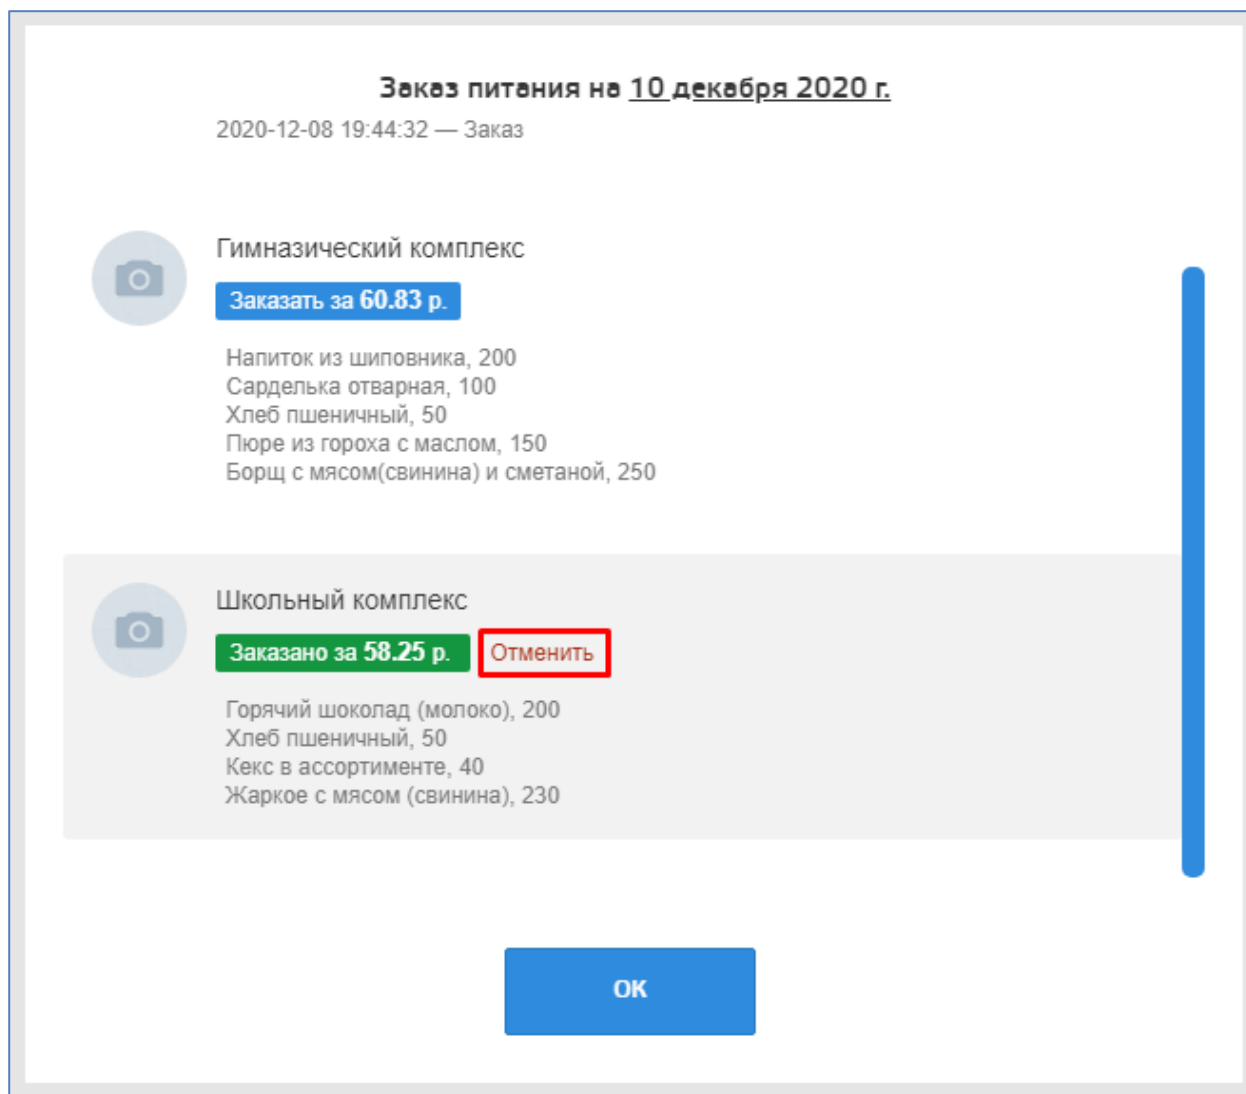 Заказ питания на 10 декабря 2020 г.
2020-12-08 19:44:32 — Заказ
Гимназический комплекс
Заказать за 60.83 р.
Напиток из шиповника, 200
Сарделька отварная, 100
Хлеб пшеничный, 50
Пюре из гороха с маслом, 150
Борщ с мясом(свинина) и сметаной, 250
Школьный комплекс
Заказано за 58.25 р. Отменить
Горячий шоколад (молоко), 200
Хлеб пшеничный, 50
Кекс в ассортименте, 40
Жаркое с мясом (свинина), 230
ОК